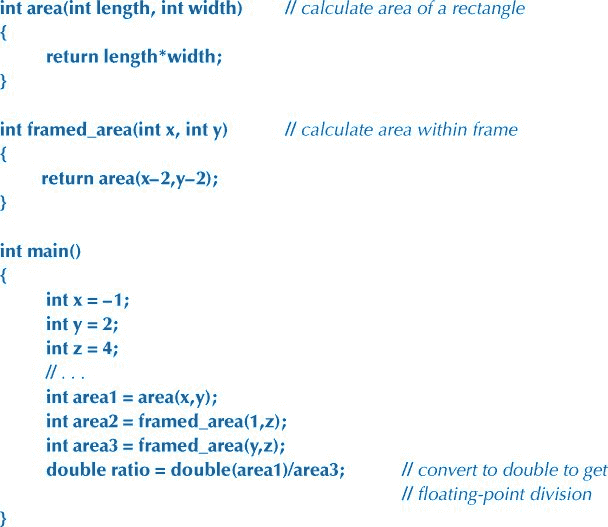 int area(int length, int width) // calculate area of a rectangle
{
return length*width;
}
int framed_area(int x, int y) // calculate area within frame
{
return area(x–2,y–2);
}
int main()
{
int x = –1;
int y = 2;
int z = 4;
// . . .
int area1 = area(x,y);
int area2 = framed_area(1,z);
int area3 = framed_area(y,z);
double ratio = double(area1)/area3; // convert to double to get
// floating-point division
}